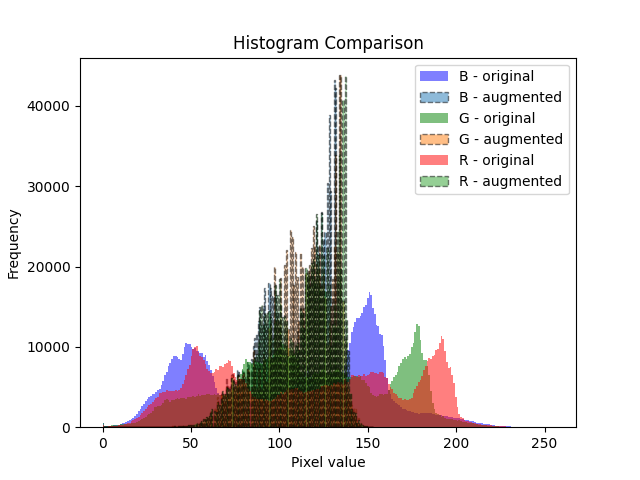 Histogram Comparison
B - original
B - augmented
G - original
G - augmented
R - original
R - augmented
Frequency
40000
30000
20000
10000
0
0 50 100 150 200 250
Pixel value